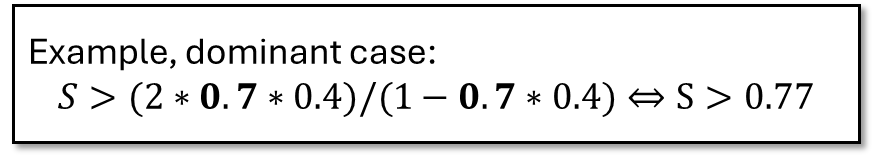 Example, dominant case:
𝑆 > (2 ∗ 𝟎.𝟕 ∗ 0.4)/(1 − 𝟎.𝟕 ∗ 0.4) ⇔ S > 0.77